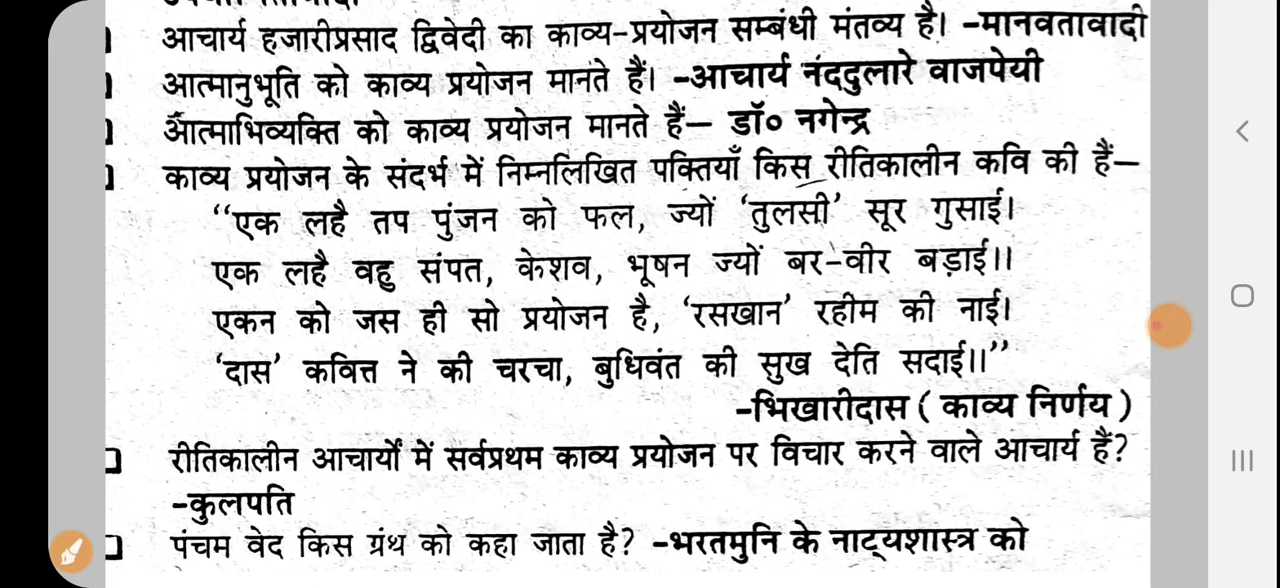 आचार्य हजारीप्रसाद द्विवेदी का काव्य-प्रयोजन सम्बंधी मंतव्य है। -मानवतावादी
आत्मानुभूति को काव्य प्रयोजन मानते हैं। -आचार्य नंददुलारे वाजपेयी
आत्माभिव्यक्ति को काव्य प्रयोजन मानते हैं– डॉ० नगेन्द्र
काव्य प्रयोजन के संदर्भ में निम्नलिखित पक्तियाँ किस रीतिकालीन कवि की हैं–
“एक लहै तप पुंजन को फल, ज्यों ‘तुलसी’ सूर गुसाई।
एक लहै वहु संपत, केशव, भूषन ज्यों बर-वीर बड़ाई॥
एकन को जस ही सो प्रयोजन है, ‘रसखान’ रहीम की नाई।
‘दास’ कवित्त ने की चरचा, बुधिवंत की सुख देति सदाई॥”
-भिखारीदास ( काव्य निर्णय )
रीतिकालीन आचार्यों में सर्वप्रथम काव्य प्रयोजन पर विचार करने वाले आचार्य हैं?
-कुलपति
पंचम वेद किस ग्रंथ को कहा जाता है? -भरतमुनि के नाट्यशास्त्र को